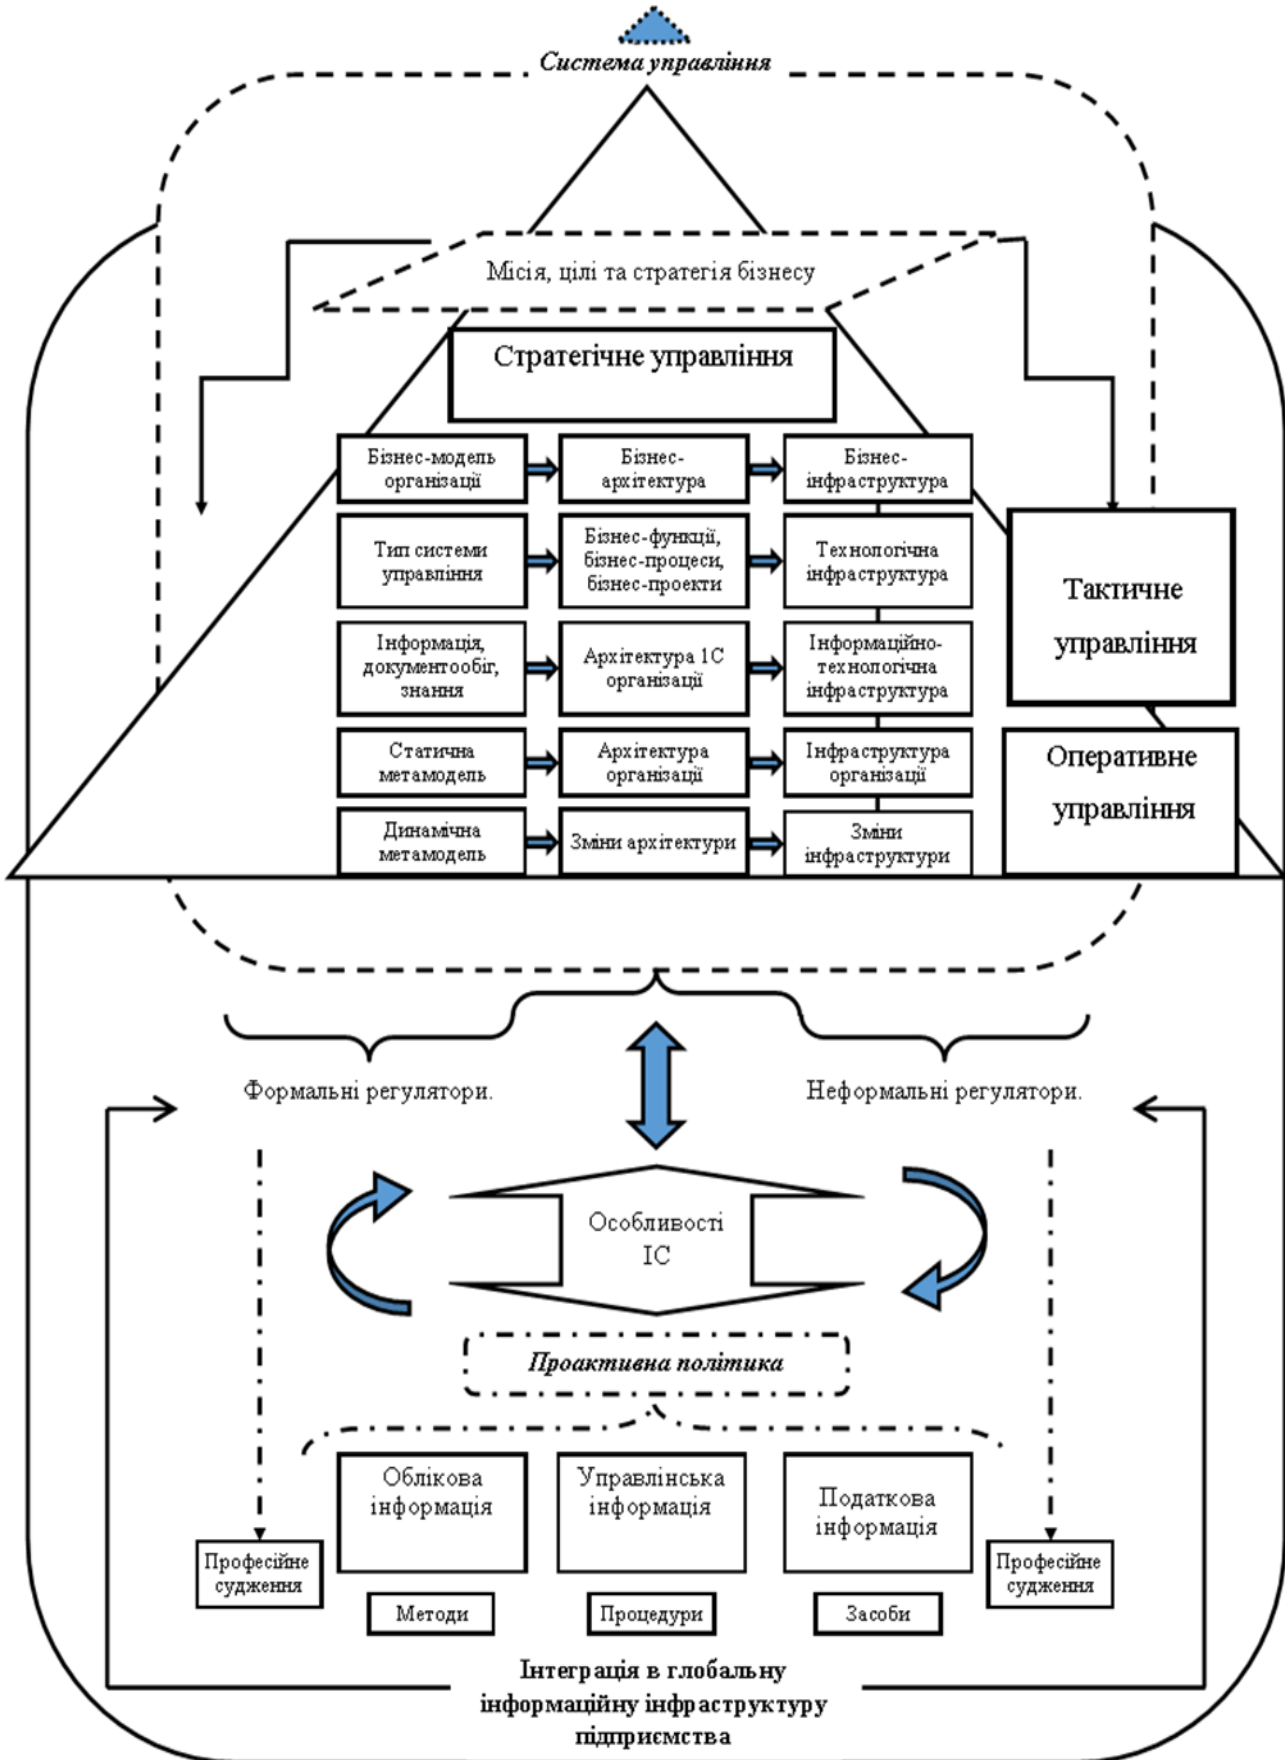 Система управління
Місія, цілі та стратегія бізнесу
Стратегічне управління
Бізнес-модель
організації
Бізнес-
архітектура
Бізнес-
інфраструктура
Тип системи
управління
Бізнес-функції,
бізнес-процеси,
бізнес-проекти
Технологічна
інфраструктура
Тактичне
управління
Інформація,
документообіг,
знання
Архітектура 1С
організації
Інформаційно-
технологічна
інфраструктура
Статична
метамодель
Архітектура
організації
Інфраструктура
організації
Оперативне
управління
Динамічна
метамодель
Зміни архітектури
Зміни
інфраструктури
Формальні регулятори.
Неформальні регулятори.
Особливості
ІС
Проактивна політика
Облікова
інформація
Управлінська
інформація
Податкова
інформація
Професійне
судження
Професійне
судження
Методи
Процедури
Засоби
Інтеграція в глобальну
інформаційну інфраструктуру
підприємства